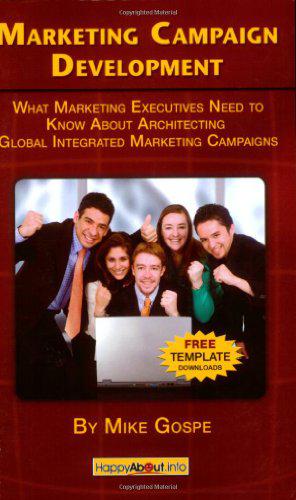 MARKETING CAMPAIGN
DEVELOPMENT
WHAT MARKETING EXECUTIVES NEED TO
KNOW ABOUT ARCHITECTING
GLOBAL INTEGRATED MARKETING CAMPAIGNS
FREE
TEMPLATE
DOWNLOADS
BY MIKE GOSPE
HappyAbout.info